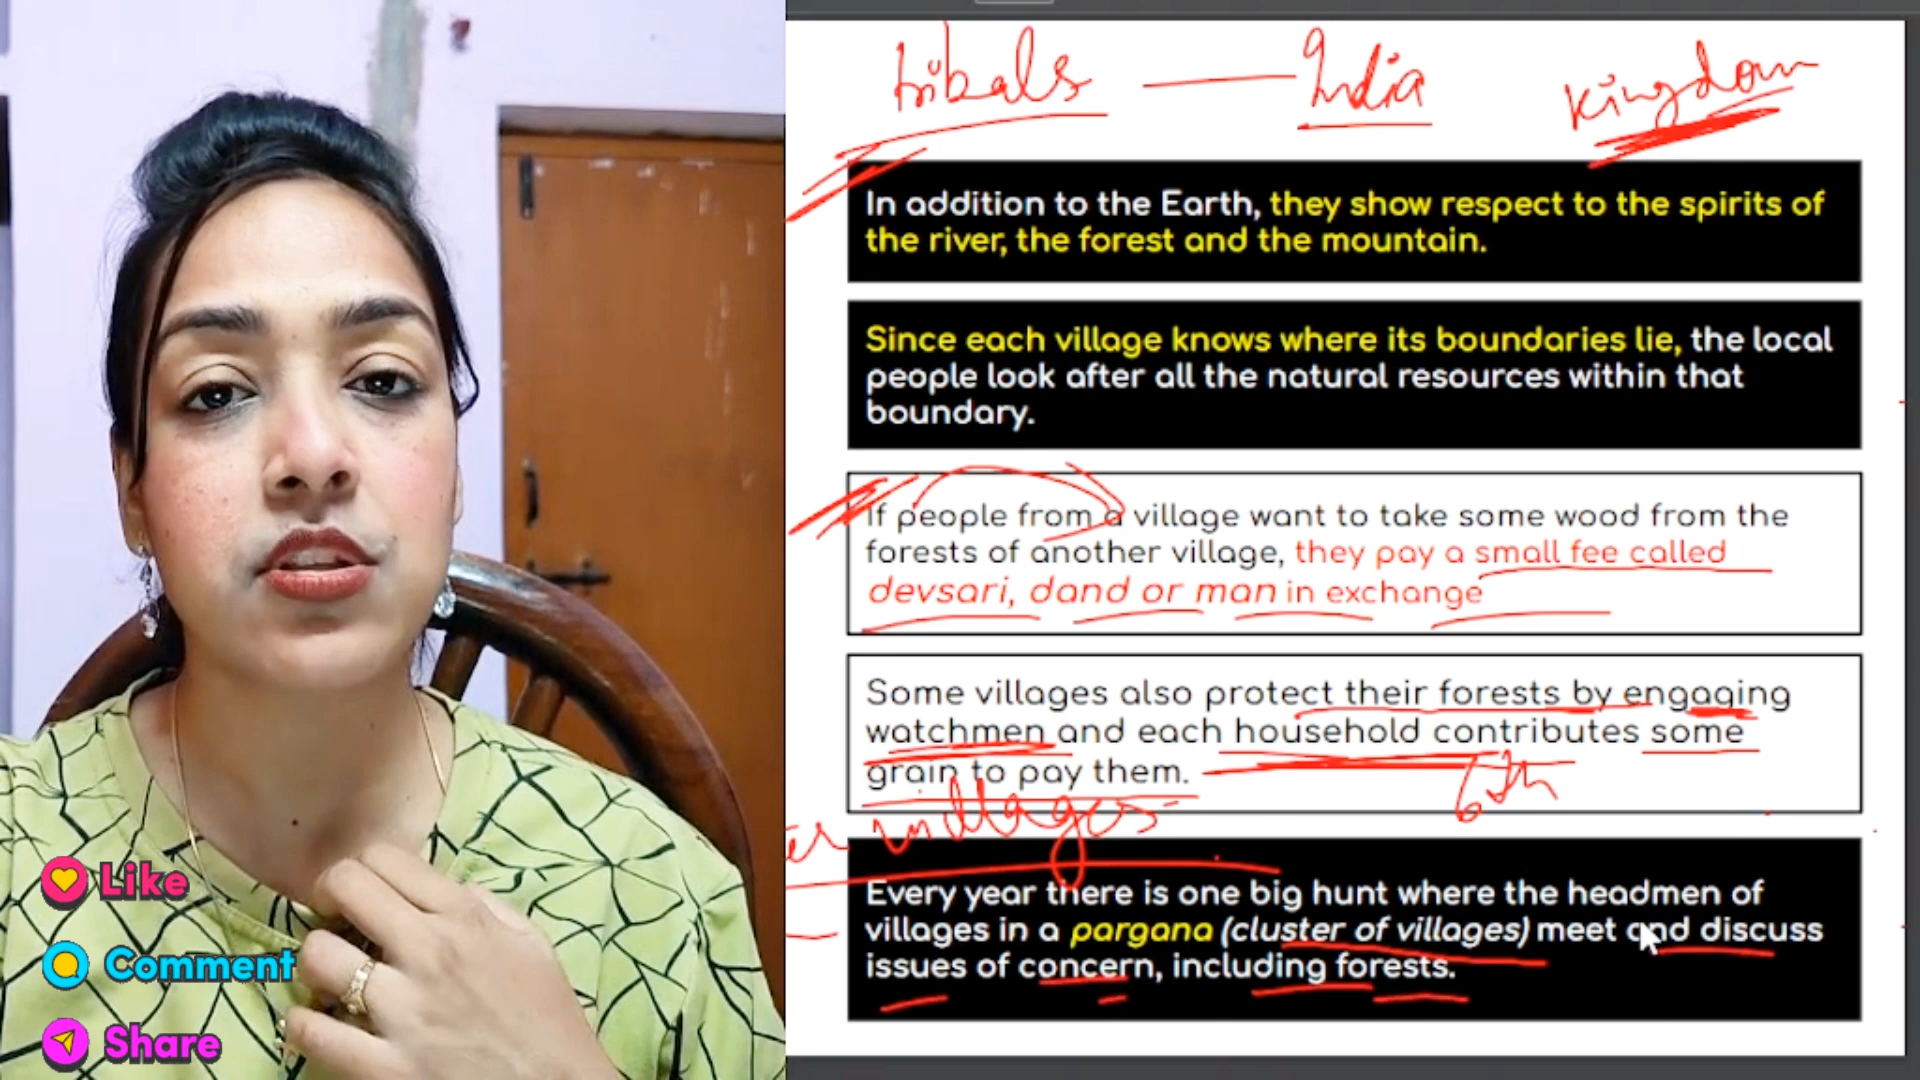 tribals — India Kingdom
In addition to the Earth, they show respect to the spirits of
the river, the forest and the mountain.
Since each village knows where its boundaries lie, the local
people look after all the natural resources within that
boundary.
If people from a village want to take some wood from the
forests of another village, they pay a small fee called
devsari, dand or man in exchange
Some villages also protect their forests by engaging
watchmen and each household contributes some
grain to pay them.
6th
villages
Every year there is one big hunt where the headmen of
villages in a pargana (cluster of villages) meet and discuss
issues of concern, including forests.
Like
Comment
Share